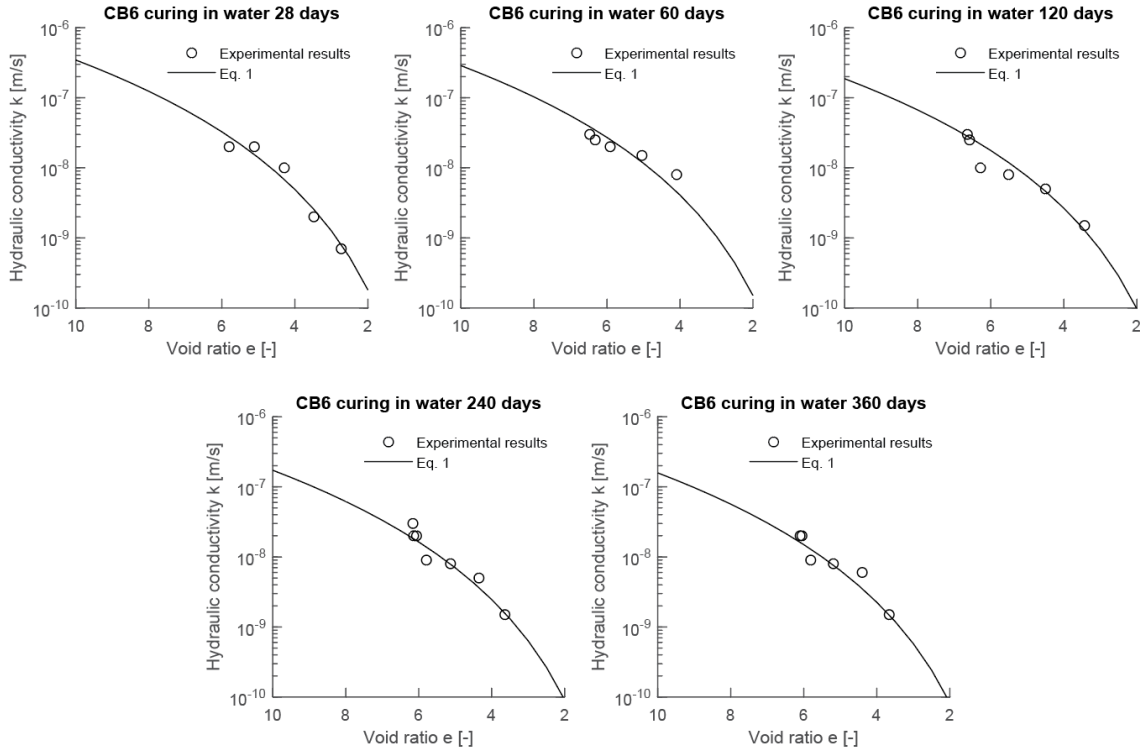 CB6 curing in water 28 days
10-6
10-7
10-8
10-9
10-10
Hydraulic conductivity k [m/s]
Experimental results
Eq. 1
10 8 6 4 2
Void ratio e [-]
CB6 curing in water 60 days
10-6
10-7
10-8
10-9
10-10
Hydraulic conductivity k [m/s]
Experimental results
Eq. 1
10 8 6 4 2
Void ratio e [-]
CB6 curing in water 120 days
10-6
10-7
10-8
10-9
10-10
Hydraulic conductivity k [m/s]
Experimental results
Eq. 1
10 8 6 4 2
Void ratio e [-]
CB6 curing in water 240 days
10-6
10-7
10-8
10-9
10-10
Hydraulic conductivity k [m/s]
Experimental results
Eq. 1
10 8 6 4 2
Void ratio e [-]
CB6 curing in water 360 days
10-6
10-7
10-8
10-9
10-10
Hydraulic conductivity k [m/s]
Experimental results
Eq. 1
10 8 6 4 2
Void ratio e [-]